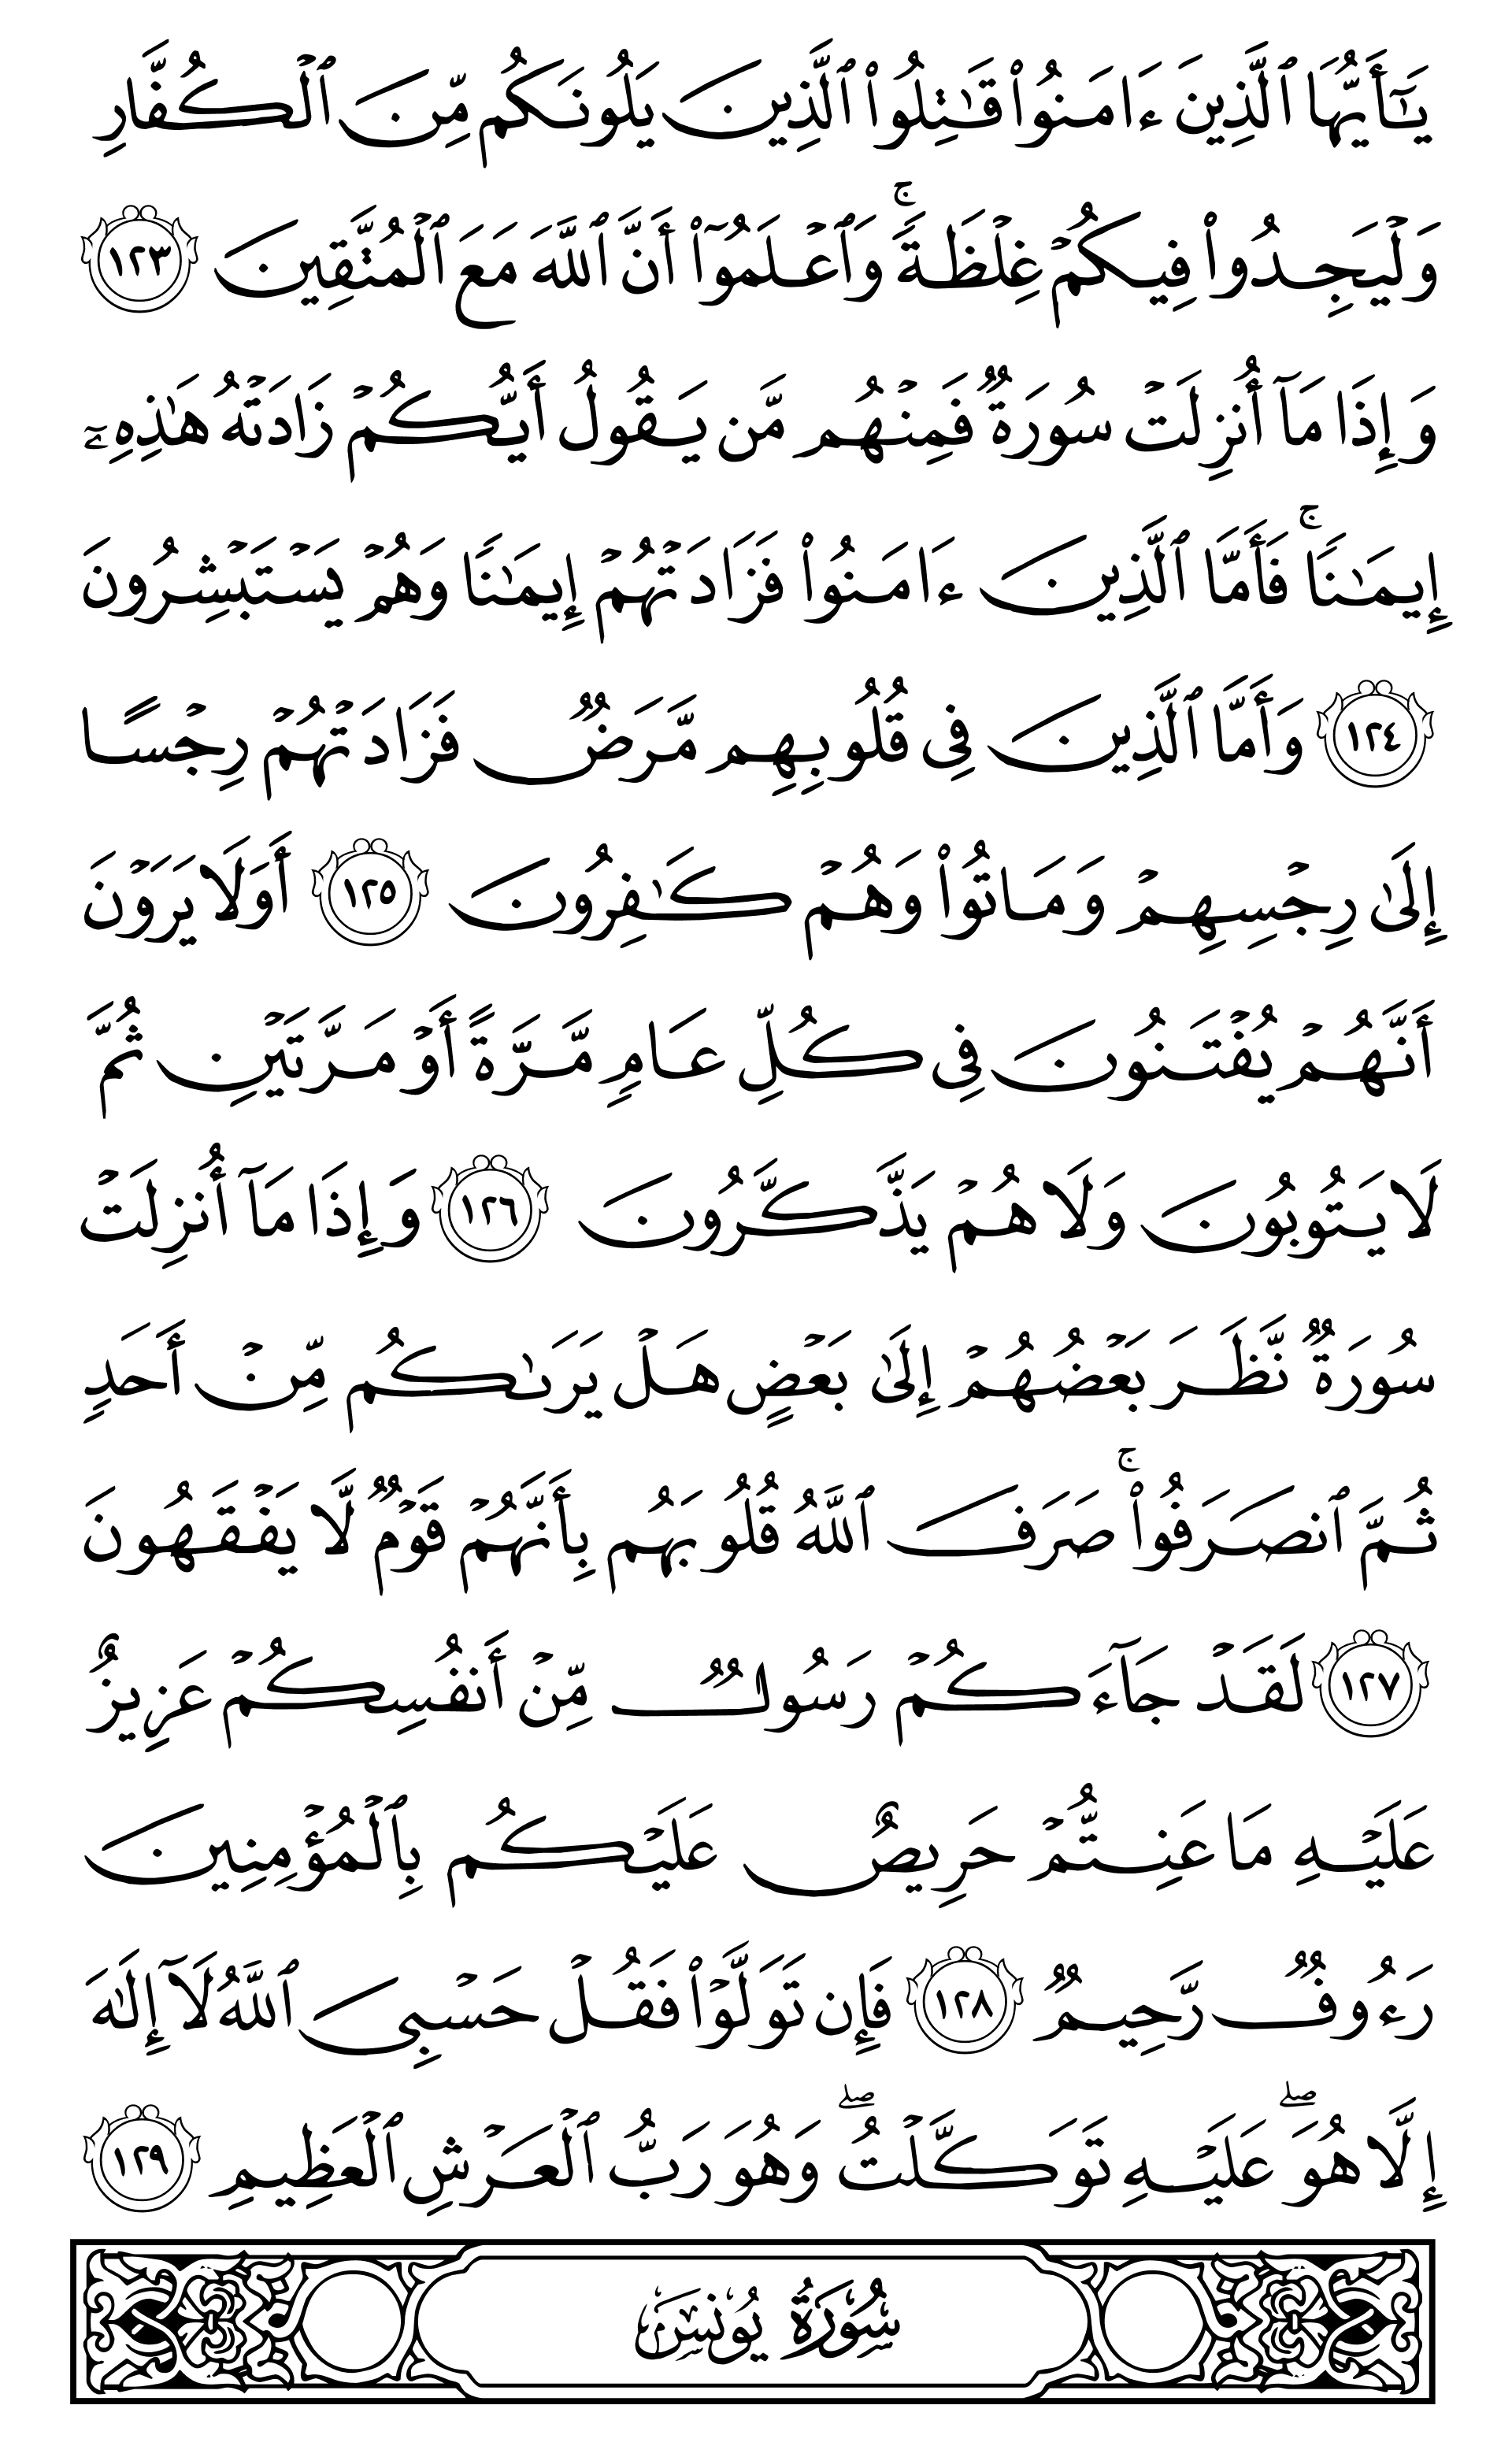 يَٰٓأَيُّهَا ٱلَّذِينَ ءَامَنُوا۟ قَٰتِلُوا۟ ٱلَّذِينَ يَلُونَكُم مِّنَ ٱلْكُفَّارِ
وَلْيَجِدُوا۟ فِيكُمْ غِلْظَةً ۚ وَٱعْلَمُوٓا۟ أَنَّ ٱللَّهَ مَعَ ٱلْمُتَّقِينَ ١٢٣
وَإِذَا مَآ أُنزِلَتْ سُورَةٌ فَمِنْهُم مَّن يَقُولُ أَيُّكُمْ زَادَتْهُ هَٰذِهِۦٓ
إِيمَٰنًا ۚ فَأَمَّا ٱلَّذِينَ ءَامَنُوا۟ فَزَادَتْهُمْ إِيمَٰنًا وَهُمْ يَسْتَبْشِرُونَ
١٢٤ وَأَمَّا ٱلَّذِينَ فِى قُلُوبِهِم مَّرَضٌ فَزَادَتْهُمْ رِجْسًا
إِلَىٰ رِجْسِهِمْ وَمَاتُوا۟ وَهُمْ كَٰفِرُونَ ١٢٥ أَوَلَا يَرَوْنَ
أَنَّهُمْ يُفْتَنُونَ فِى كُلِّ عَامٍ مَّرَّةً أَوْ مَرَّتَيْنِ ثُمَّ
لَا يَتُوبُونَ وَلَا هُمْ يَذَّكَّرُونَ ١٢٦ وَإِذَا مَآ أُنزِلَتْ
سُورَةٌ نَّظَرَ بَعْضُهُمْ إِلَىٰ بَعْضٍ هَلْ يَرَىٰكُم مِّنْ أَحَدٍ
ثُمَّ ٱنصَرَفُوا۟ ۚ صَرَفَ ٱللَّهُ قُلُوبَهُم بِأَنَّهُمْ قَوْمٌ لَّا يَفْقَهُونَ
١٢٧ لَقَدْ جَآءَكُمْ رَسُولٌ مِّنْ أَنفُسِكُمْ عَزِيزٌ
عَلَيْهِ مَا عَنِتُّمْ حَرِيصٌ عَلَيْكُم بِٱلْمُؤْمِنِينَ
رَءُوفٌ رَّحِيمٌ ١٢٨ فَإِن تَوَلَّوْا۟ فَقُلْ حَسْبِىَ ٱللَّهُ لَآ إِلَٰهَ
إِلَّا هُوَ ۖ عَلَيْهِ تَوَكَّلْتُ ۖ وَهُوَ رَبُّ ٱلْعَرْشِ ٱلْعَظِيمِ ١٢٩
سُورَةُ يُونُسَ